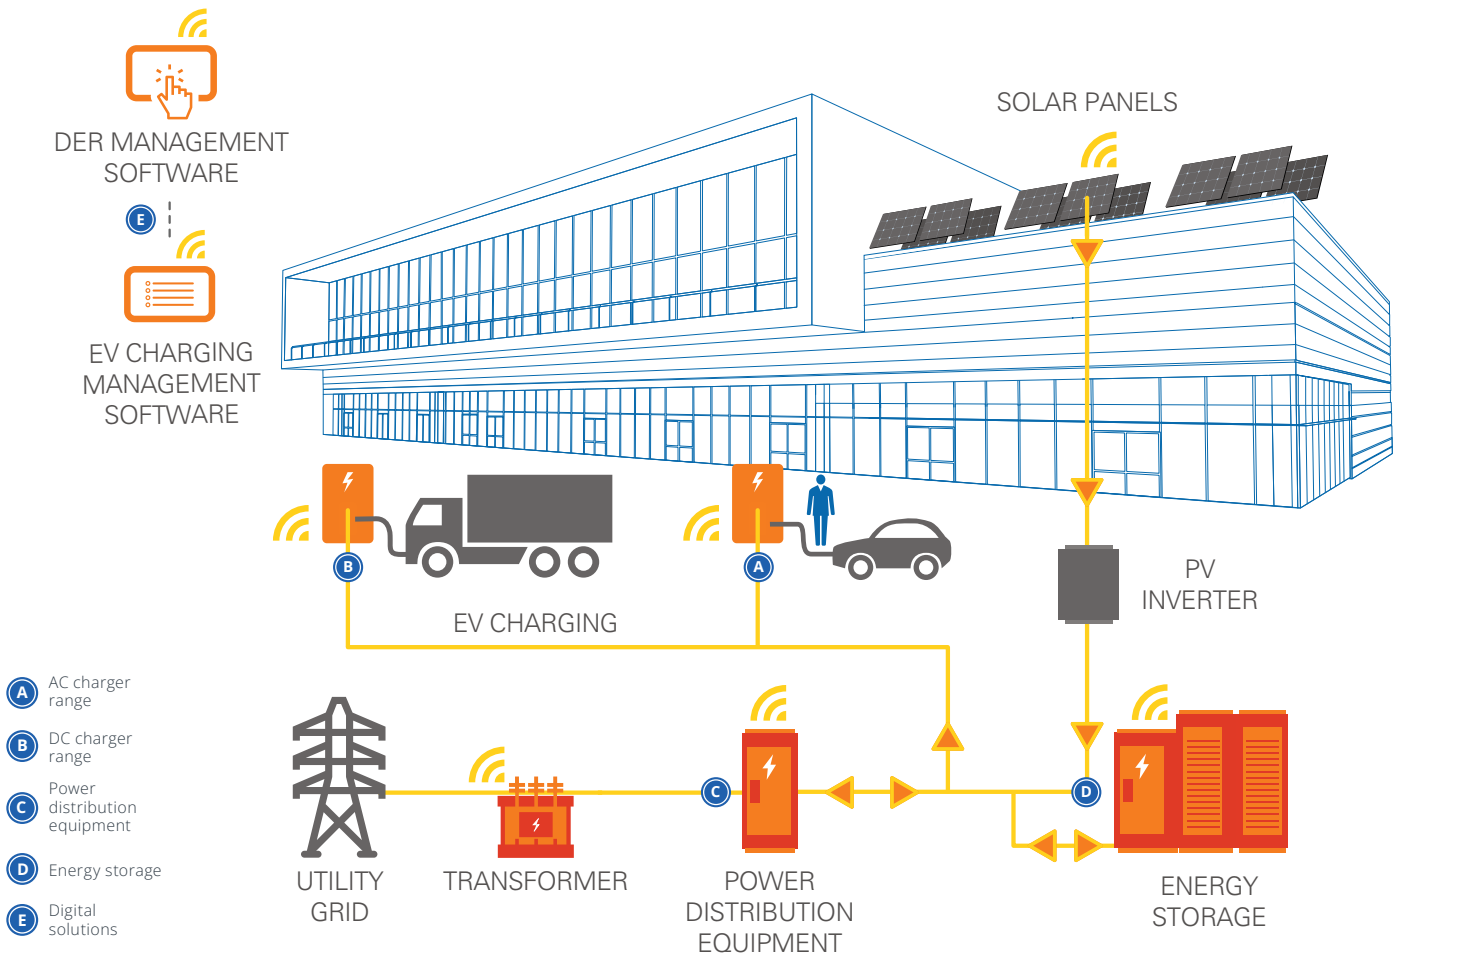 DER MANAGEMENT
SOFTWARE
E
EV CHARGING
MANAGEMENT
SOFTWARE
SOLAR PANELS
B
A
EV CHARGING
PV
INVERTER
A
AC charger
range
B
DC charger
range
C
Power
distribution
equipment
D
Energy storage
E
Digital
solutions
C
D
UTILITY
GRID
TRANSFORMER
POWER
DISTRIBUTION
EQUIPMENT
ENERGY
STORAGE